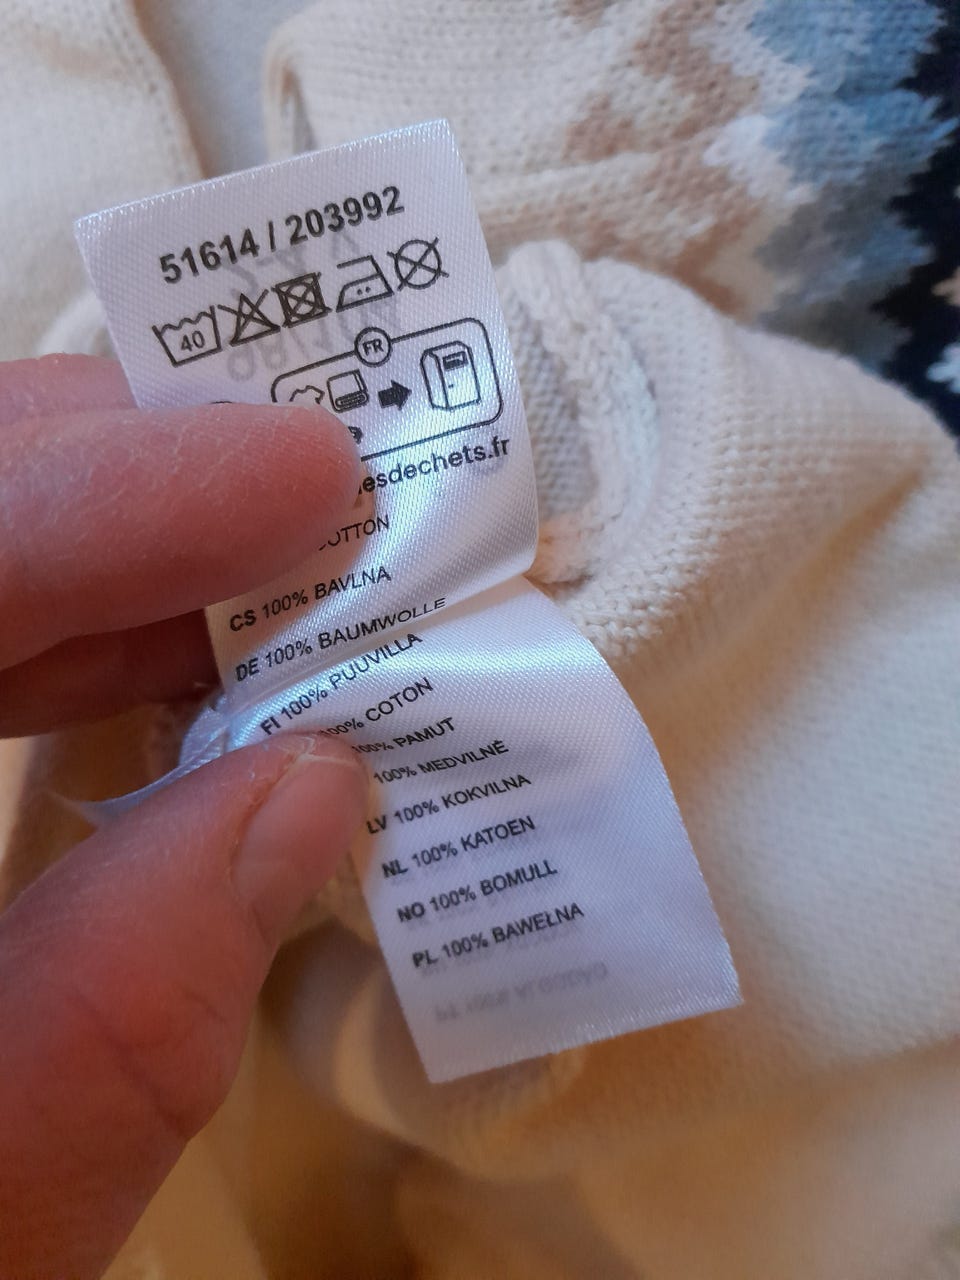 51614 / 203992
40
FR
esdechets.fr
OTTON
CS 100% BAVLNA
DE 100% BAUMWOLLE
FI 100% PUUVILLA
100% COTON
100% PAMUT
100% MEDVILNĖ
LV 100% KOKVILNA
NL 100% KATOEN
NO 100% BOMULL
PL 100% BAWEŁNA